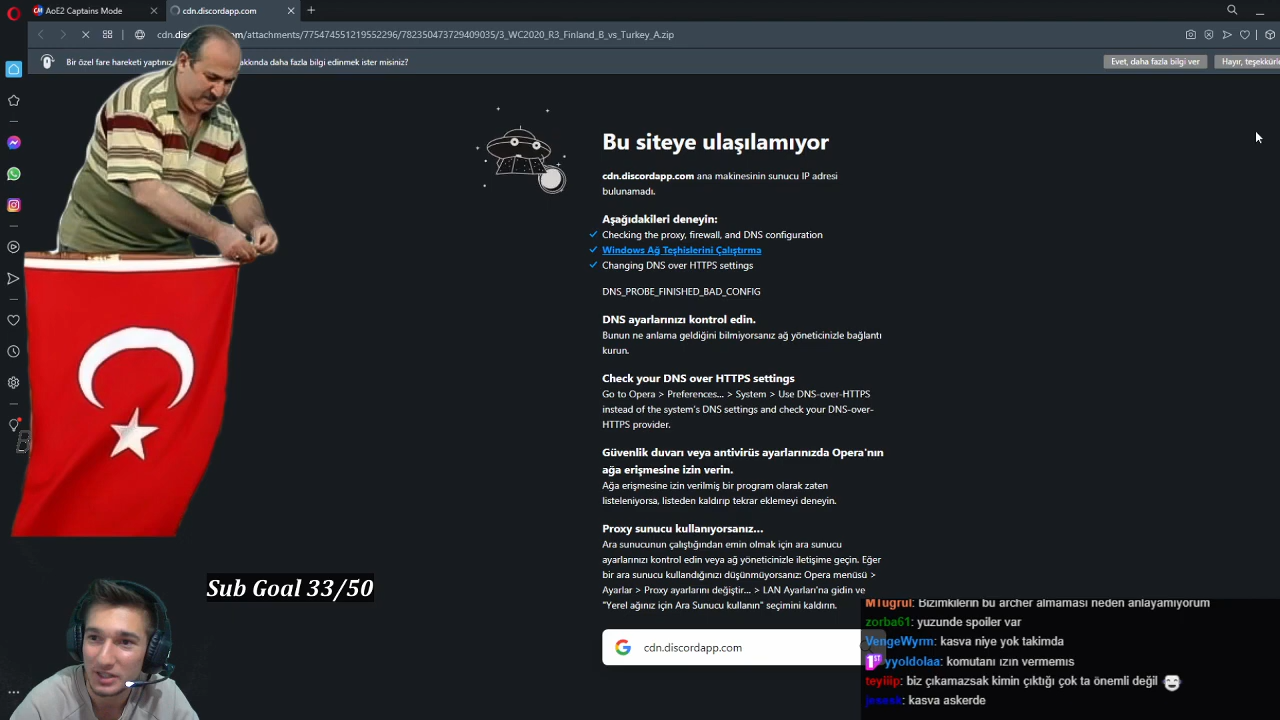 AoE2 Captains Mode
cdn.discordapp.com
cdn.dis
/attachments/775474551219552296/782350473729409035/3_WC2020_R3_Finland_B_vs_Turkey_A.zip
Bir özel fare hareketi yaptınız
hakkında daha fazla bilgi edinmek ister misiniz?
Evet, daha fazla bilgi ver
Hayır, teşekkürle
Bu siteye ulaşılamıyor
cdn.discordapp.com ana makinesinin sunucu IP adresi
bulunamadı.
Aşağıdakileri deneyin:
Checking the proxy, firewall, and DNS configuration
Windows Ağ Teşhislerini Çalıştırma
Changing DNS over HTTPS settings
DNS_PROBE_FINISHED_BAD_CONFIG
DNS ayarlarınızı kontrol edin.
Bunun ne anlama geldiğini bilmiyorsanız ağ yöneticinizle bağlantı
kurun.
Check your DNS over HTTPS settings
Go to Opera > Preferences... > System > Use DNS-over-HTTPS
instead of the system's DNS settings and check your DNS-over-
HTTPS provider.
Güvenlik duvarı veya antivirüs ayarlarınızda Opera'nın
ağa erişmesine izin verin.
Ağa erişmesine izin verilmiş bir program olarak zaten
listeleniyorsa, listeden kaldırıp tekrar eklemeyi deneyin.
Proxy sunucu kullanıyorsanız...
Ara sunucunun çalıştığından emin olmak için ara sunucu
ayarlarınızı kontrol edin veya ağ yöneticinizle iletişime geçin. Eğer
bir ara sunucu kullandığınızı düşünmüyorsanız: Opera menüsü >
Ayarlar > Proxy ayarlarını değiştir... > LAN Ayarları'na gidin ve
"Yerel ağınız için Ara Sunucu kullanın" seçimini kaldırın.
cdn.discordapp.com
Sub Goal 33/50
MTugrul: Bizimkilerin bu archer almaması neden anlayamıyorum
zorba61: yuzunde spoiler var
VengeWyrm: kasva niye yok takimda
1ST yyoldolaa: komutanı ızın vermemıs
teyiiip: biz çıkamazsak kimin çıktığı çok ta önemli değil
kasva askerde